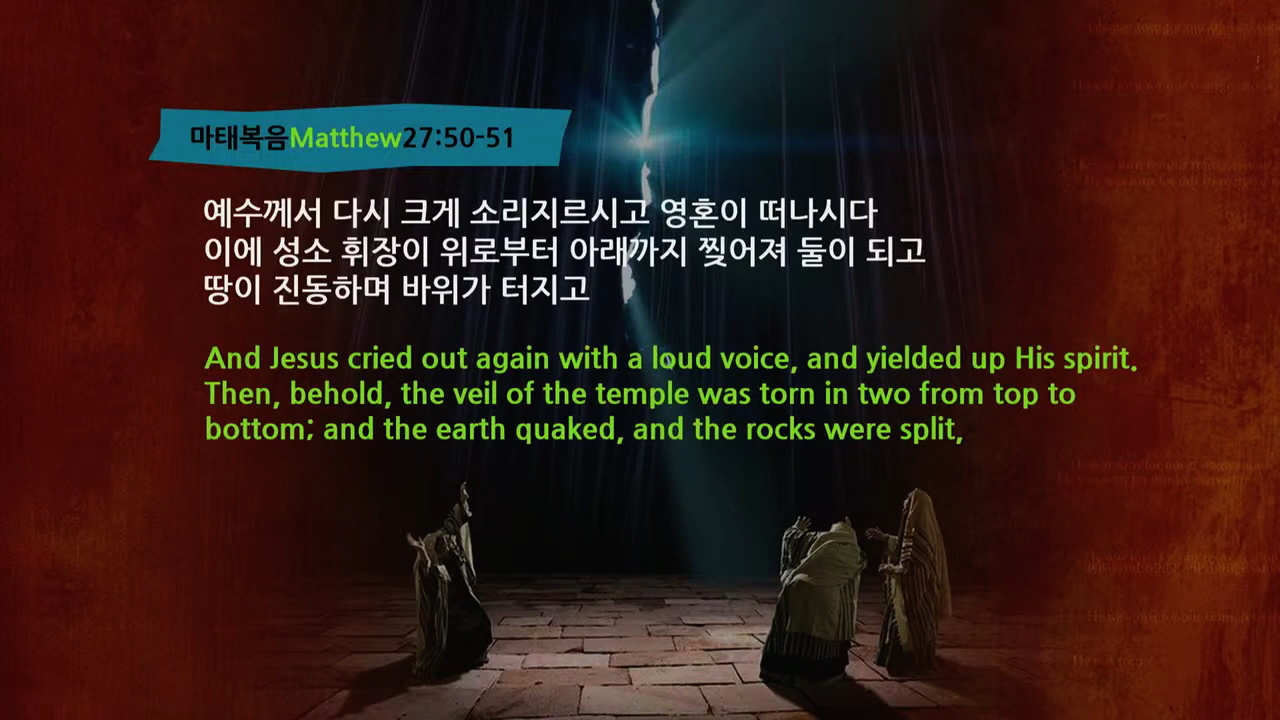 마태복음Matthew27:50-51
예수께서 다시 크게 소리지르시고 영혼이 떠나시다
이에 성소 휘장이 위로부터 아래까지 찢어져 둘이 되고
땅이 진동하며 바위가 터지고
And Jesus cried out again with a loud voice, and yielded up His spirit.
Then, behold, the veil of the temple was torn in two from top to
bottom; and the earth quaked, and the rocks were split,